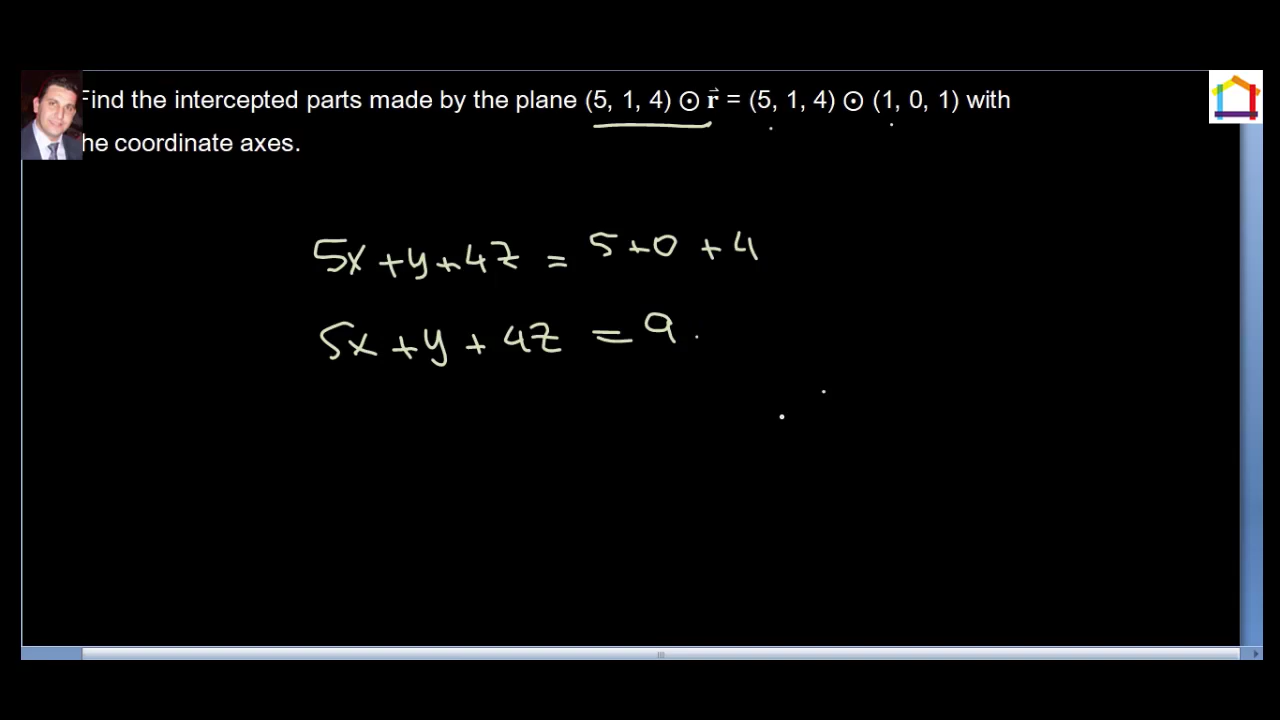 Find the intercepted parts made by the plane (5, 1, 4) ⊙ r⃗ = (5, 1, 4) ⊙ (1, 0, 1) with
he coordinate axes.
5x + y + 4z = 5 + 0 + 4
5x + y + 4z = 9